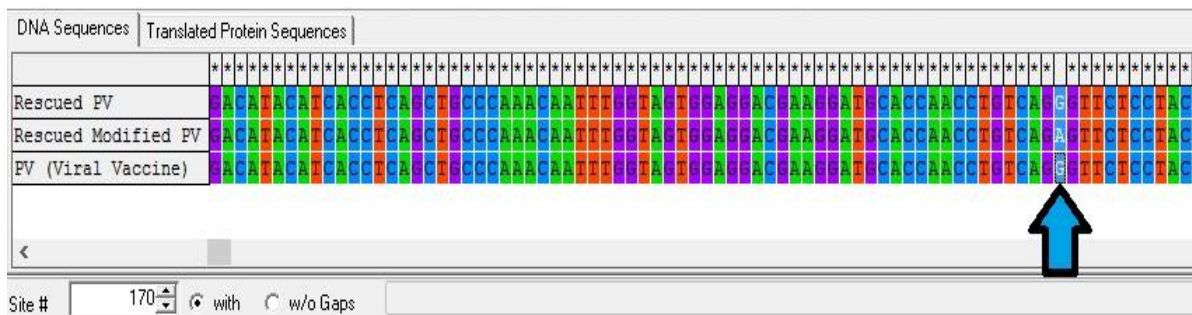 DNA Sequences Translated Protein Sequences
******************************************************************* **********
Rescued PV GACATACATCACCTCAGCTGCCCAAACAATTTGGTAGTGGAGGACGAAGGATGCACCAACCTGTCAGGGTTCTCCTAC
Rescued Modified PV GACATACATCACCTCAGCTGCCCAAACAATTTGGTAGTGGAGGACGAAGGATGCACCAACCTGTCAGAGTTCTCCTAC
PV (Viral Vaccine) GACATACATCACCTCAGCTGCCCAAACAATTTGGTAGTGGAGGACGAAGGATGCACCAACCTGTCAGGGTTCTCCTAC
Site # 170 with w/o Gaps